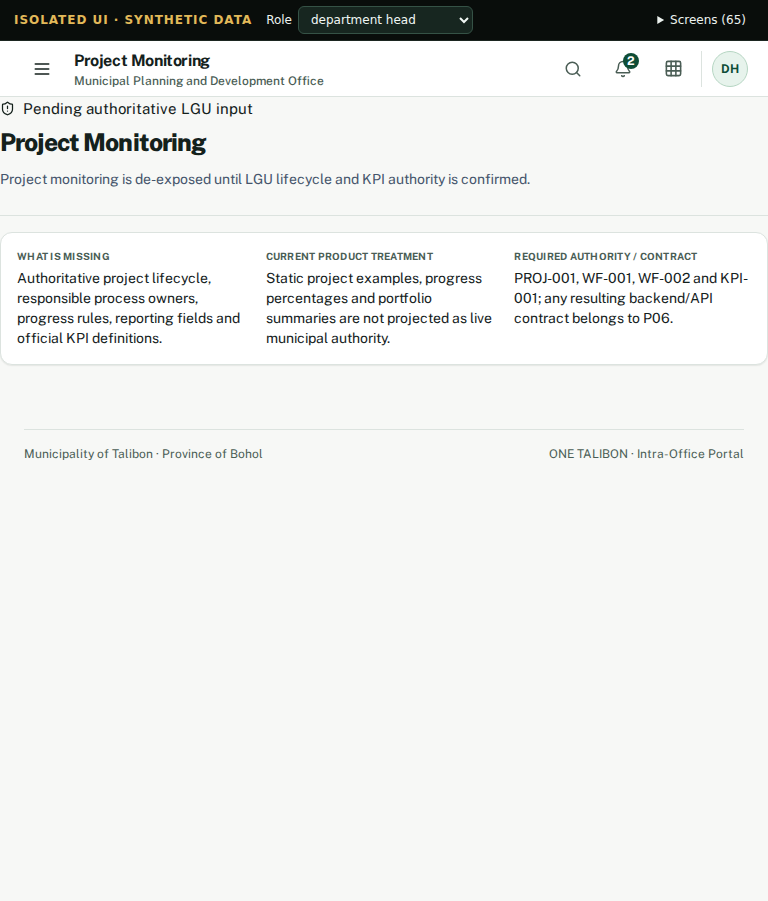 ISOLATED UI · SYNTHETIC DATA Role department head Screens (65)
Project Monitoring
Municipal Planning and Development Office
2
DH
Pending authoritative LGU input
Project Monitoring
Project monitoring is de-exposed until LGU lifecycle and KPI authority is confirmed.
WHAT IS MISSING
Authoritative project lifecycle,
responsible process owners,
progress rules, reporting fields and
official KPI definitions.
CURRENT PRODUCT TREATMENT
Static project examples, progress
percentages and portfolio
summaries are not projected as live
municipal authority.
REQUIRED AUTHORITY / CONTRACT
PROJ-001, WF-001, WF-002 and KPI-
001; any resulting backend/API
contract belongs to P06.
Municipality of Talibon · Province of Bohol
ONE TALIBON · Intra-Office Portal